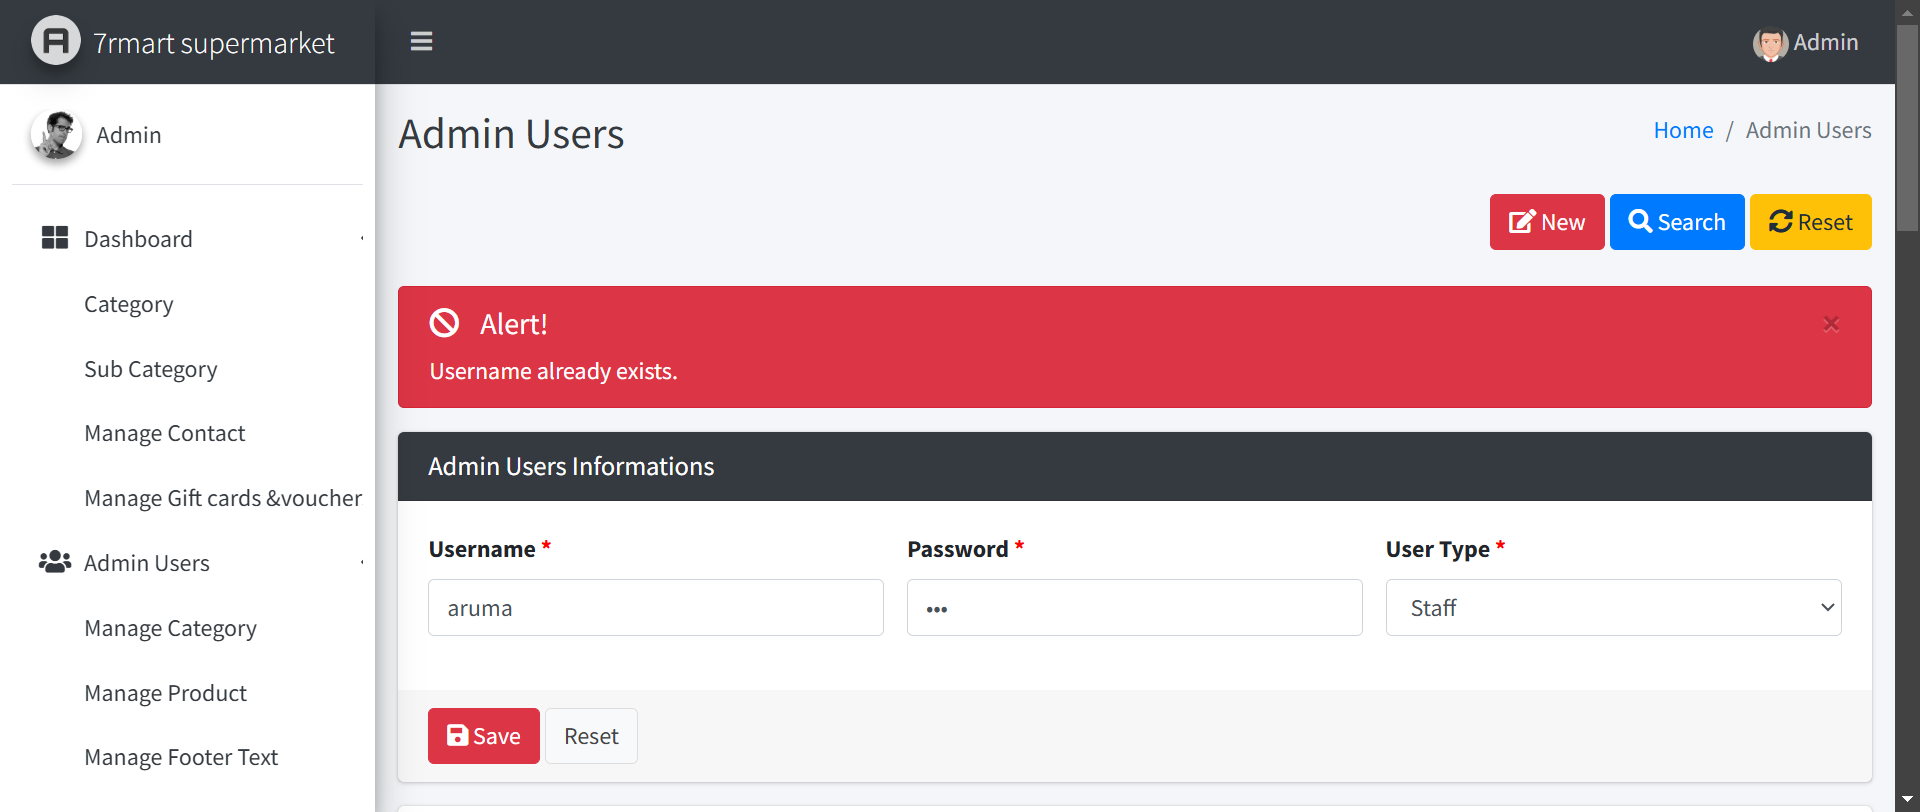 7rmart supermarket
Admin
Admin
Admin Users
Home / Admin Users
New
Search
Reset
Dashboard
Category
Sub Category
Manage Contact
Manage Gift cards &voucher
Admin Users
Manage Category
Manage Product
Manage Footer Text
Alert!
×
Username already exists.
Admin Users Informations
Username *
Password *
User Type *
aruma
•••
Staff
Save
Reset